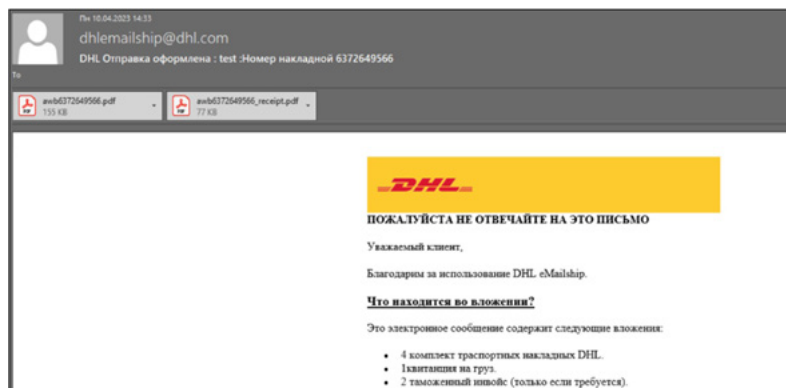 Пн 10.04.2023 14:33
dhlemailship@dhl.com
DHL Отправка оформлена : test :Номер накладной 6372649566
To
awb6372649566.pdf
155 KB
awb6372649566_receipt.pdf
77 KB
DHL
ПОЖАЛУЙСТА НЕ ОТВЕЧАЙТЕ НА ЭТО ПИСЬМО
Уважаемый клиент,
Благодарим за использование DHL eMailship.
Что находится во вложении?
Это электронное сообщение содержит следующие вложения:
• 4 комплект траспортных накладных DHL.
• 1квитанция на груз.
• 2 таможенный инвойс (только если требуется).